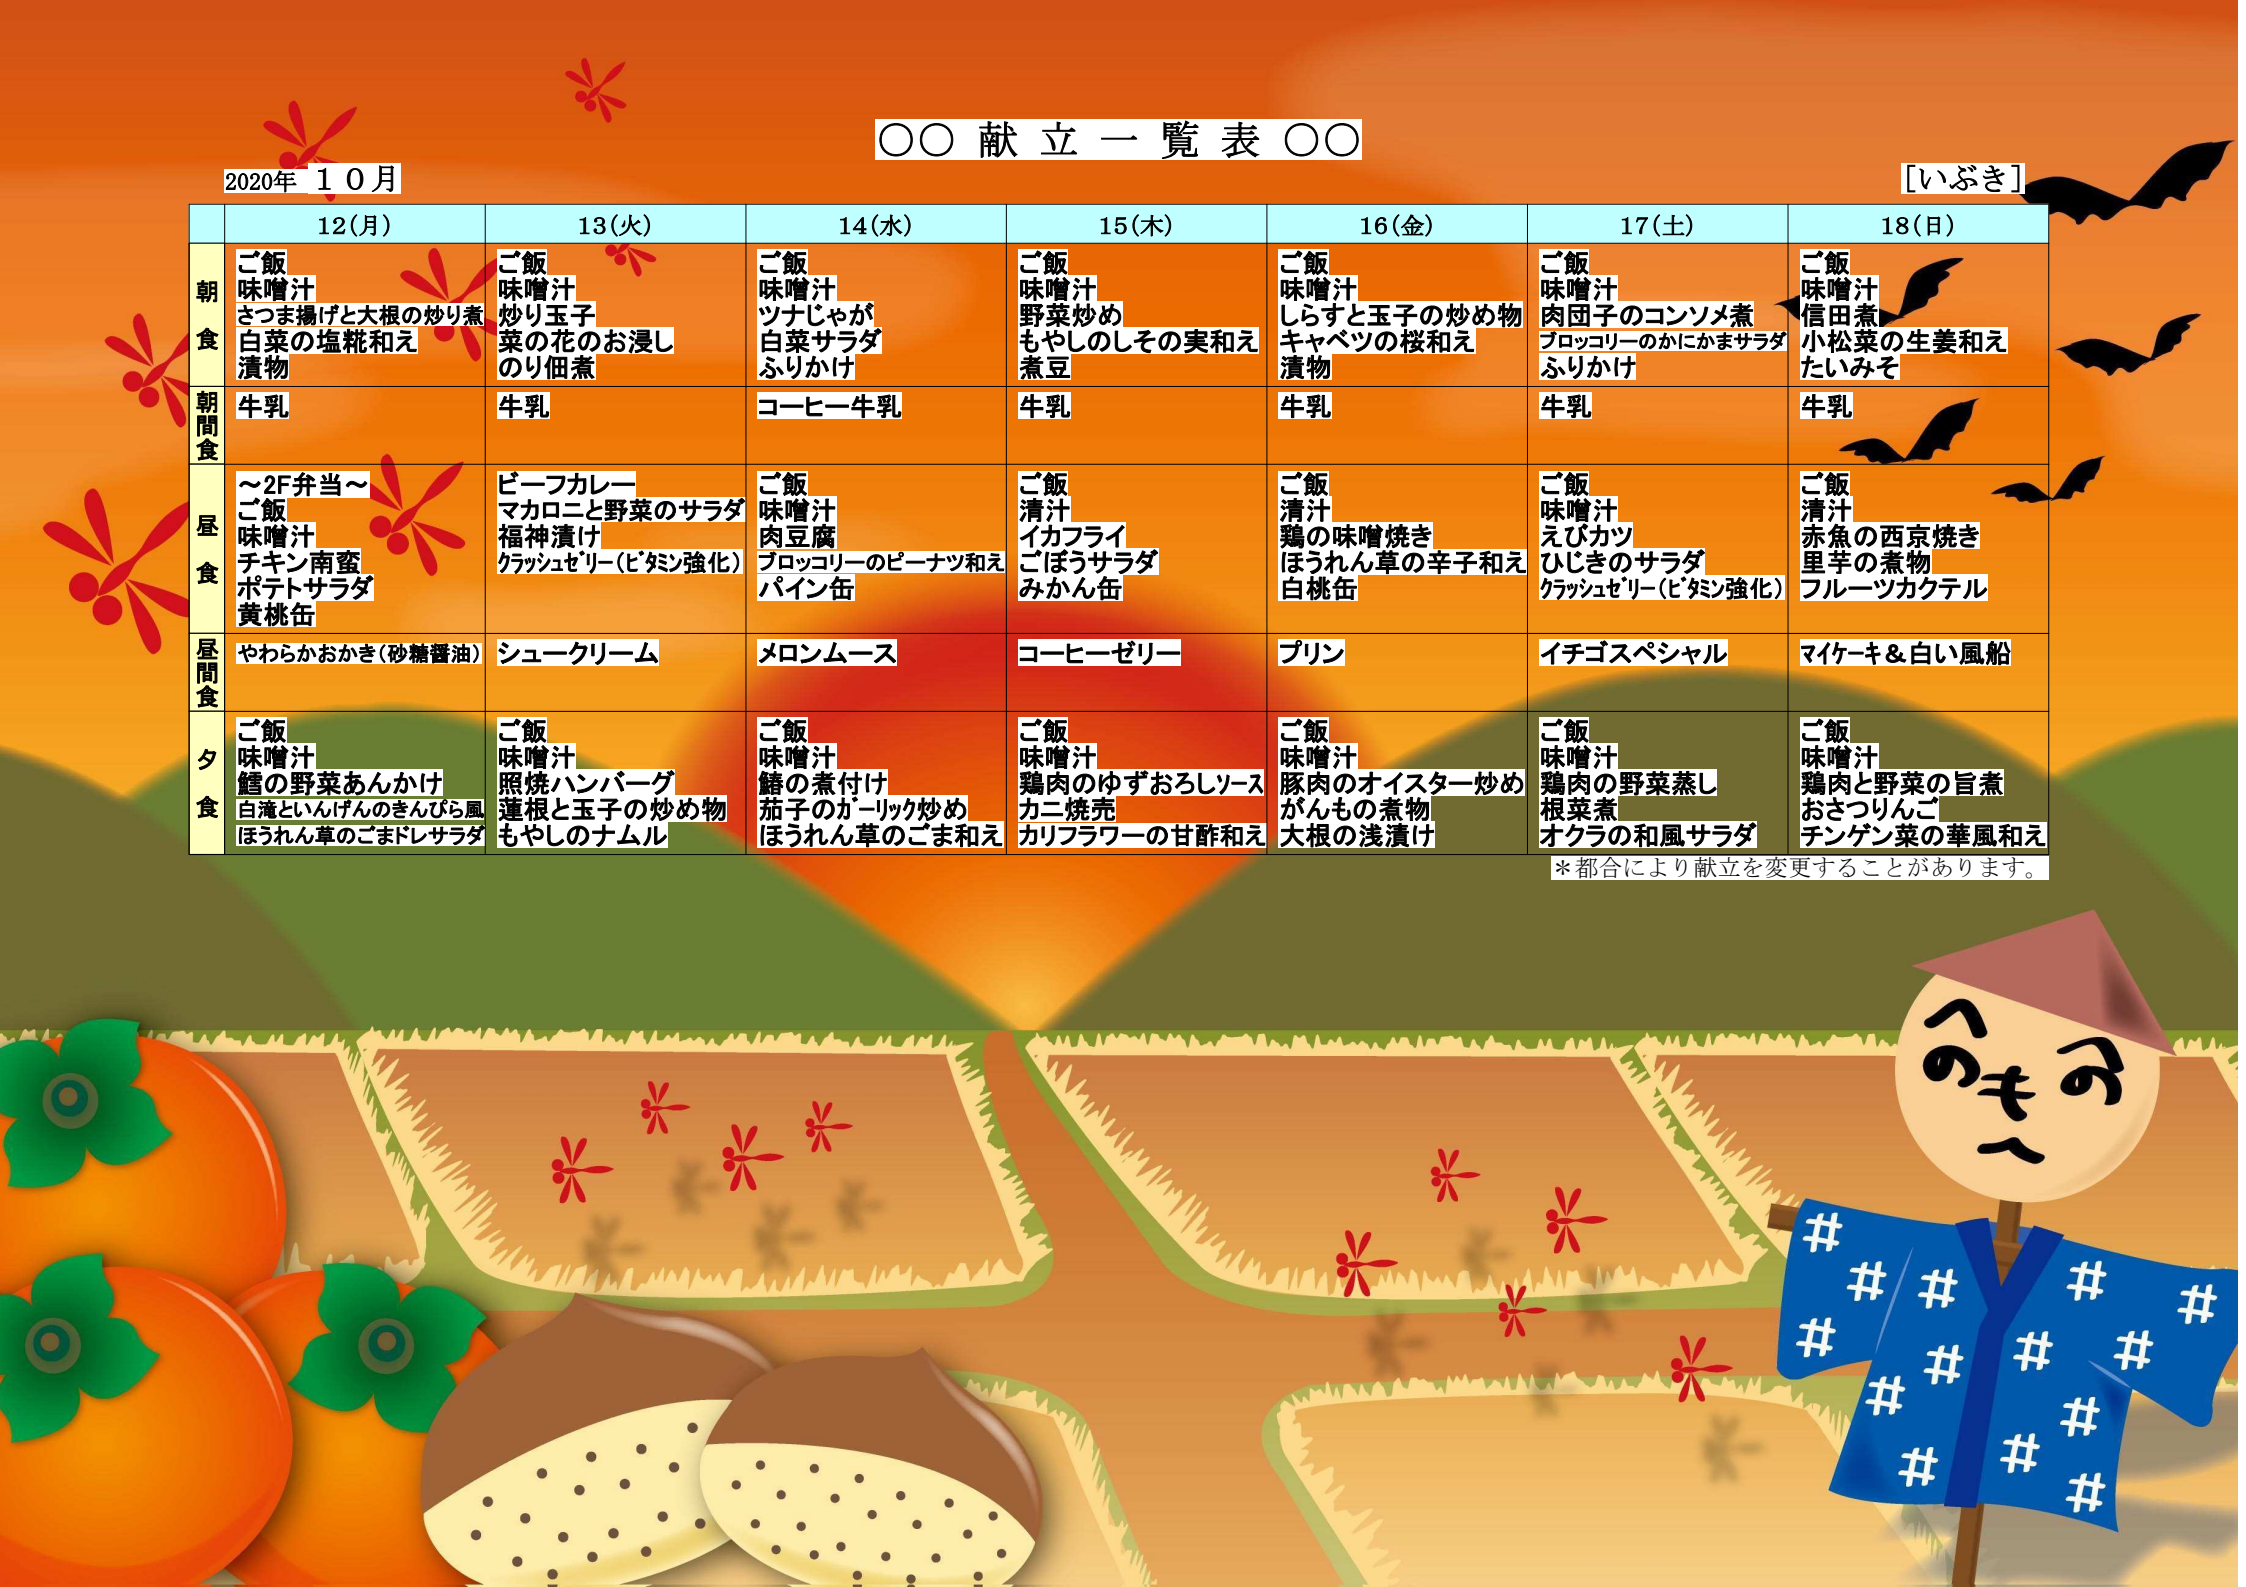 〇〇 献 立 一 覧 表 〇〇
2020年 １０月
[いぶき]
12(月) 13(火) 14(水) 15(木) 16(金) 17(土) 18(日)
朝食
ご飯
味噌汁
さつま揚げと大根の炒り煮
白菜の塩糀和え
漬物
ご飯
味噌汁
炒り玉子
菜の花のお浸し
のり佃煮
ご飯
味噌汁
ツナじゃが
白菜サラダ
ふりかけ
ご飯
味噌汁
野菜炒め
もやしのしその実和え
煮豆
ご飯
味噌汁
しらすと玉子の炒め物
キャベツの桜和え
漬物
ご飯
味噌汁
肉団子のコンソメ煮
ブロッコリーのかにかまサラダ
ふりかけ
ご飯
味噌汁
信田煮
小松菜の生姜和え
たいみそ
朝間食
牛乳
牛乳
コーヒー牛乳
牛乳
牛乳
牛乳
牛乳
昼食
～2F弁当～
ご飯
味噌汁
チキン南蛮
ポテトサラダ
黄桃缶
ビーフカレー
マカロニと野菜のサラダ
福神漬け
クラッシュゼリー(ビタミン強化)
ご飯
味噌汁
肉豆腐
ブロッコリーのピーナツ和え
パイン缶
ご飯
清汁
イカフライ
ごぼうサラダ
みかん缶
ご飯
清汁
鶏の味噌焼き
ほうれん草の辛子和え
白桃缶
ご飯
味噌汁
えびカツ
ひじきのサラダ
クラッシュゼリー(ビタミン強化)
ご飯
清汁
赤魚の西京焼き
里芋の煮物
フルーツカクテル
昼間食
やわらかおかき(砂糖醤油)
シュークリーム
メロンムース
コーヒーゼリー
プリン
イチゴスペシャル
マイケーキ＆白い風船
夕食
ご飯
味噌汁
鱈の野菜あんかけ
白滝といんげんのきんぴら風
ほうれん草のごまドレサラダ
ご飯
味噌汁
照焼ハンバーグ
蓮根と玉子の炒め物
もやしのナムル
ご飯
味噌汁
鰆の煮付け
茄子のガーリック炒め
ほうれん草のごま和え
ご飯
味噌汁
鶏肉のゆずおろしソース
カニ焼売
カリフラワーの甘酢和え
ご飯
味噌汁
豚肉のオイスター炒め
がんもの煮物
大根の浅漬け
ご飯
味噌汁
鶏肉の野菜蒸し
根菜煮
オクラの和風サラダ
ご飯
味噌汁
鶏肉と野菜の旨煮
おさつりんご
チンゲン菜の華風和え
＊都合により献立を変更することがあります。
へ
の の
も
へ